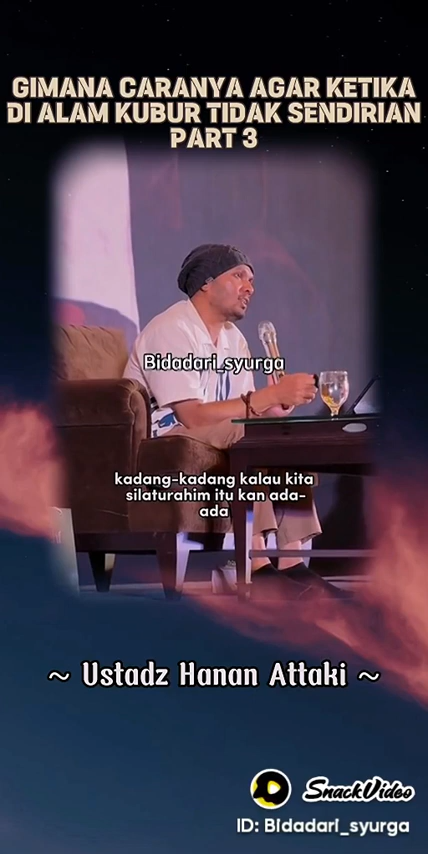 GIMANA CARANYA AGAR KETIKA
DI ALAM KUBUR TIDAK SENDIRIAN
PART 3
Bidadari_syurga
kadang-kadang kalau kita
silaturahim itu kan ada-
ada
~ Ustadz Hanan Attaki ~
SnackVideo
ID: Bidadari_syurga